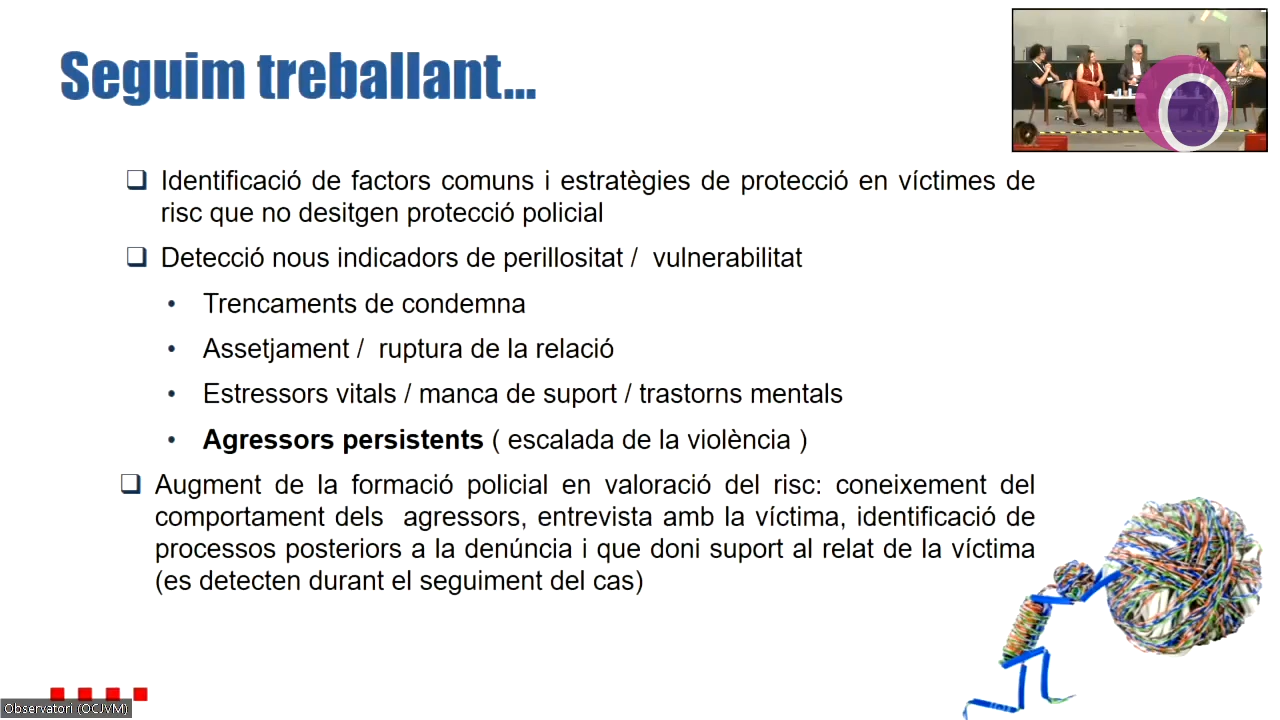 Seguim treballant...
Identificació de factors comuns i estratègies de protecció en víctimes de
risc que no desitgen protecció policial
Detecció nous indicadors de perillositat / vulnerabilitat
• Trencaments de condemna
• Assetjament / ruptura de la relació
• Estressors vitals / manca de suport / trastorns mentals
• Agressors persistents ( escalada de la violència )
Augment de la formació policial en valoració del risc: coneixement del
comportament dels agressors, entrevista amb la víctima, identificació de
processos posteriors a la denúncia i que doni suport al relat de la víctima
(es detecten durant el seguiment del cas)
Observatori (OCJVM)